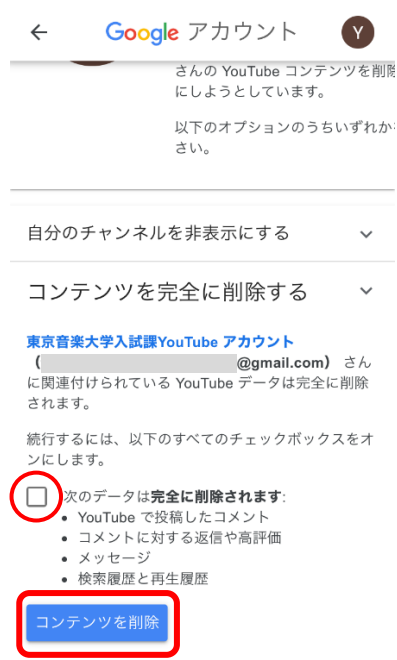 Google アカウント
Y
さんの YouTube コンテンツを削除
にしようとしています。
以下のオプションのうちいずれか
さい。
自分のチャンネルを非表示にする
コンテンツを完全に削除する
東京音楽大学入試課YouTube アカウント
（ @gmail.com） さん
に関連付けられている YouTube データは完全に削除
されます。
続行するには、以下のすべてのチェックボックスをオ
ンにします。
次のデータは完全に削除されます:
• YouTube で投稿したコメント
• コメントに対する返信や高評価
• メッセージ
• 検索履歴と再生履歴
コンテンツを削除